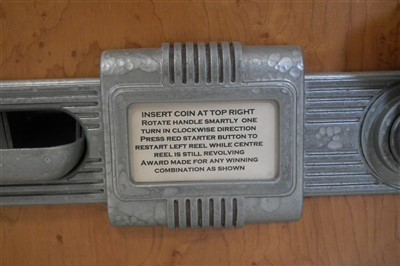 INSERT COIN AT TOP RIGHT
ROTATE HANDLE SMARTLY ONE
TURN IN CLOCKWISE DIRECTION
PRESS RED STARTER BUTTON TO
RESTART LEFT REEL WHILE CENTRE
REEL IS STILL REVOLVING
AWARD MADE FOR ANY WINNING
COMBINATION AS SHOWN